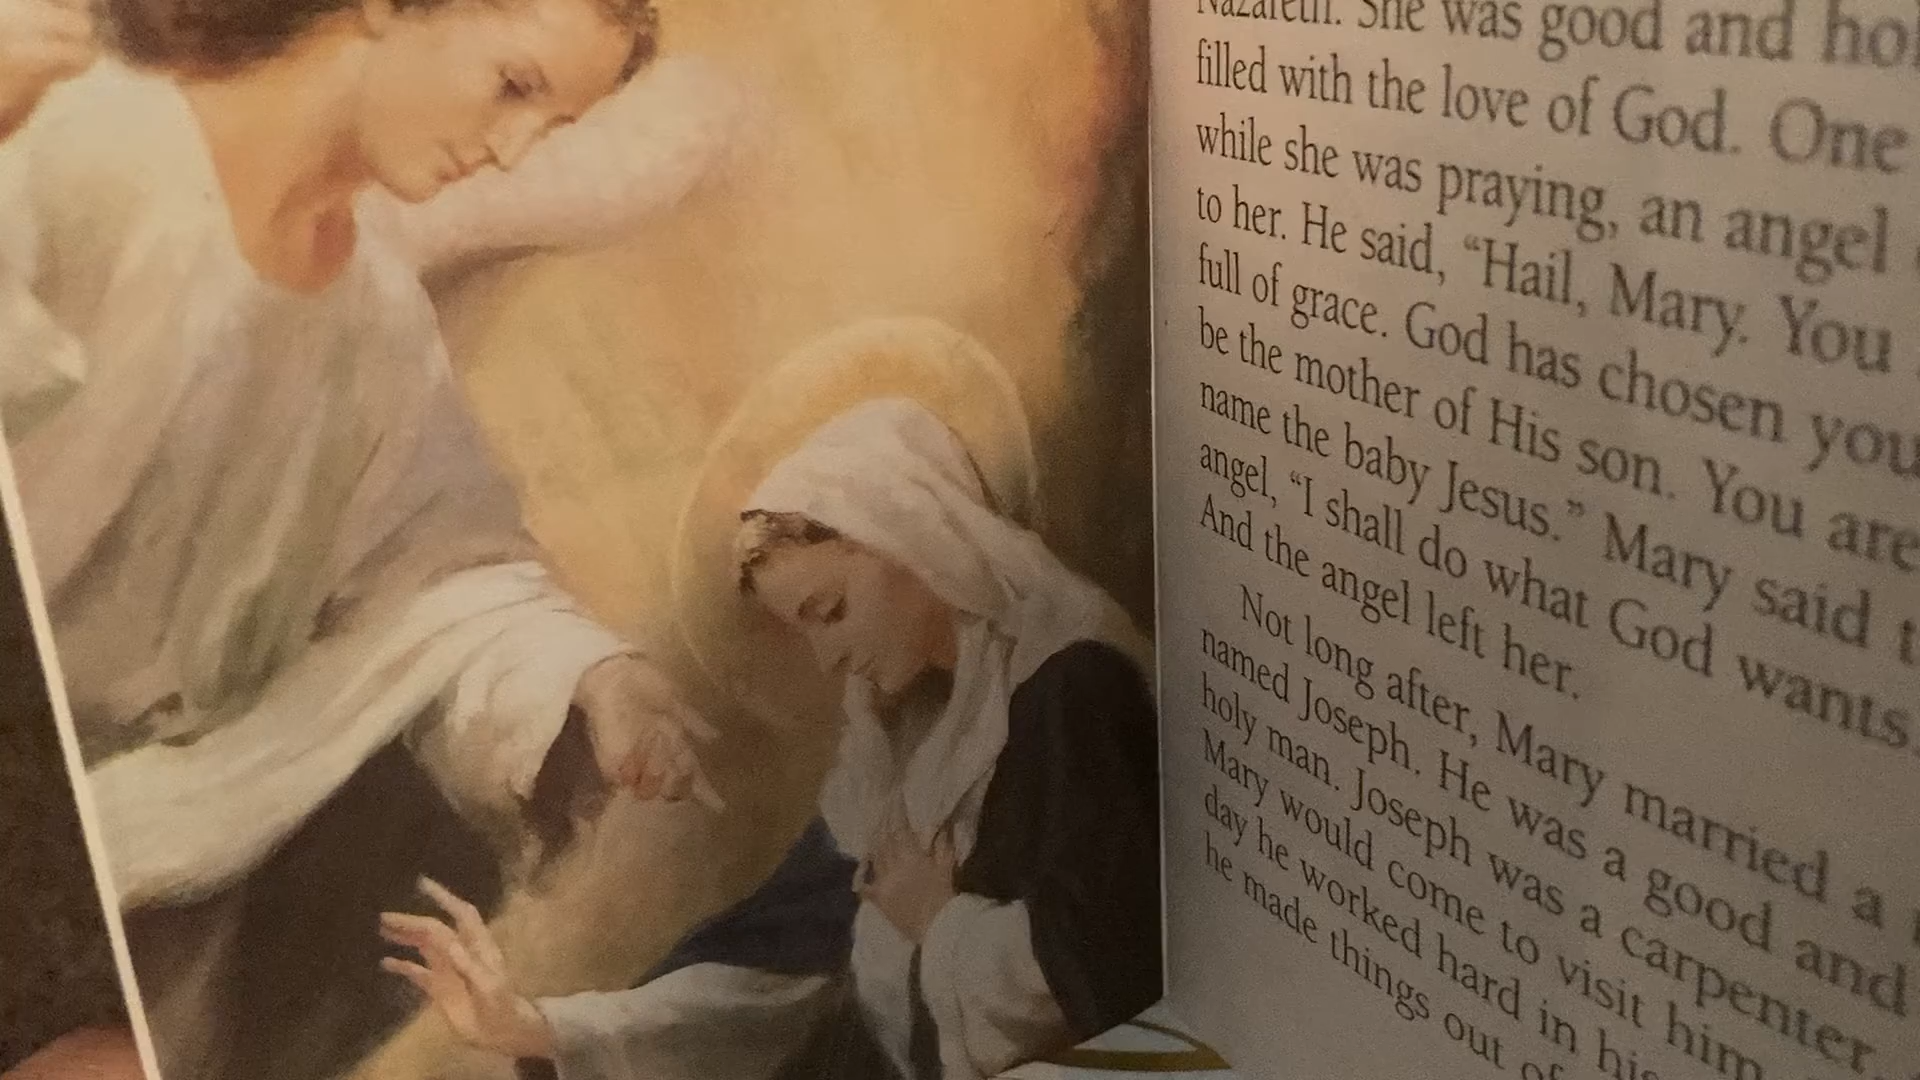 Nazareth. She was good and
filled with the love of God. One
while she was praying, an angel
to her. He said, “Hail, Mary. You
full of grace. God has chosen you
be the mother of His son. You are
name the baby Jesus.” Mary said
angel, “I shall do what God wants.
And the angel left her.
Not long after, Mary married a
named Joseph. He was a good and
holy man. Joseph was a carpenter.
Mary would come to visit him
day he worked hard in his
he made things out of